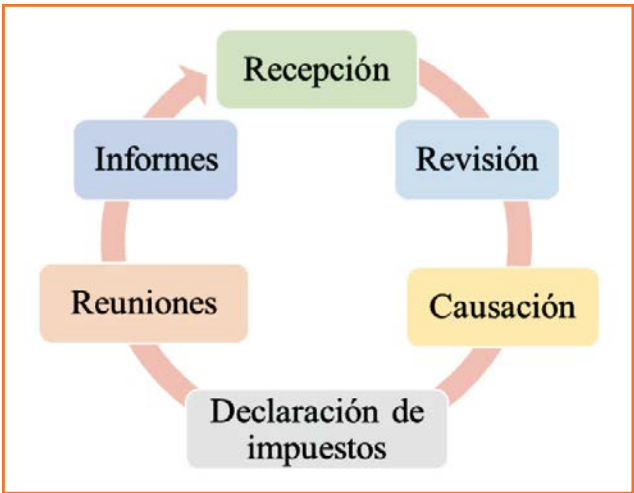 Recepción
Revisión
Causación
Declaración de
impuestos
Reuniones
Informes